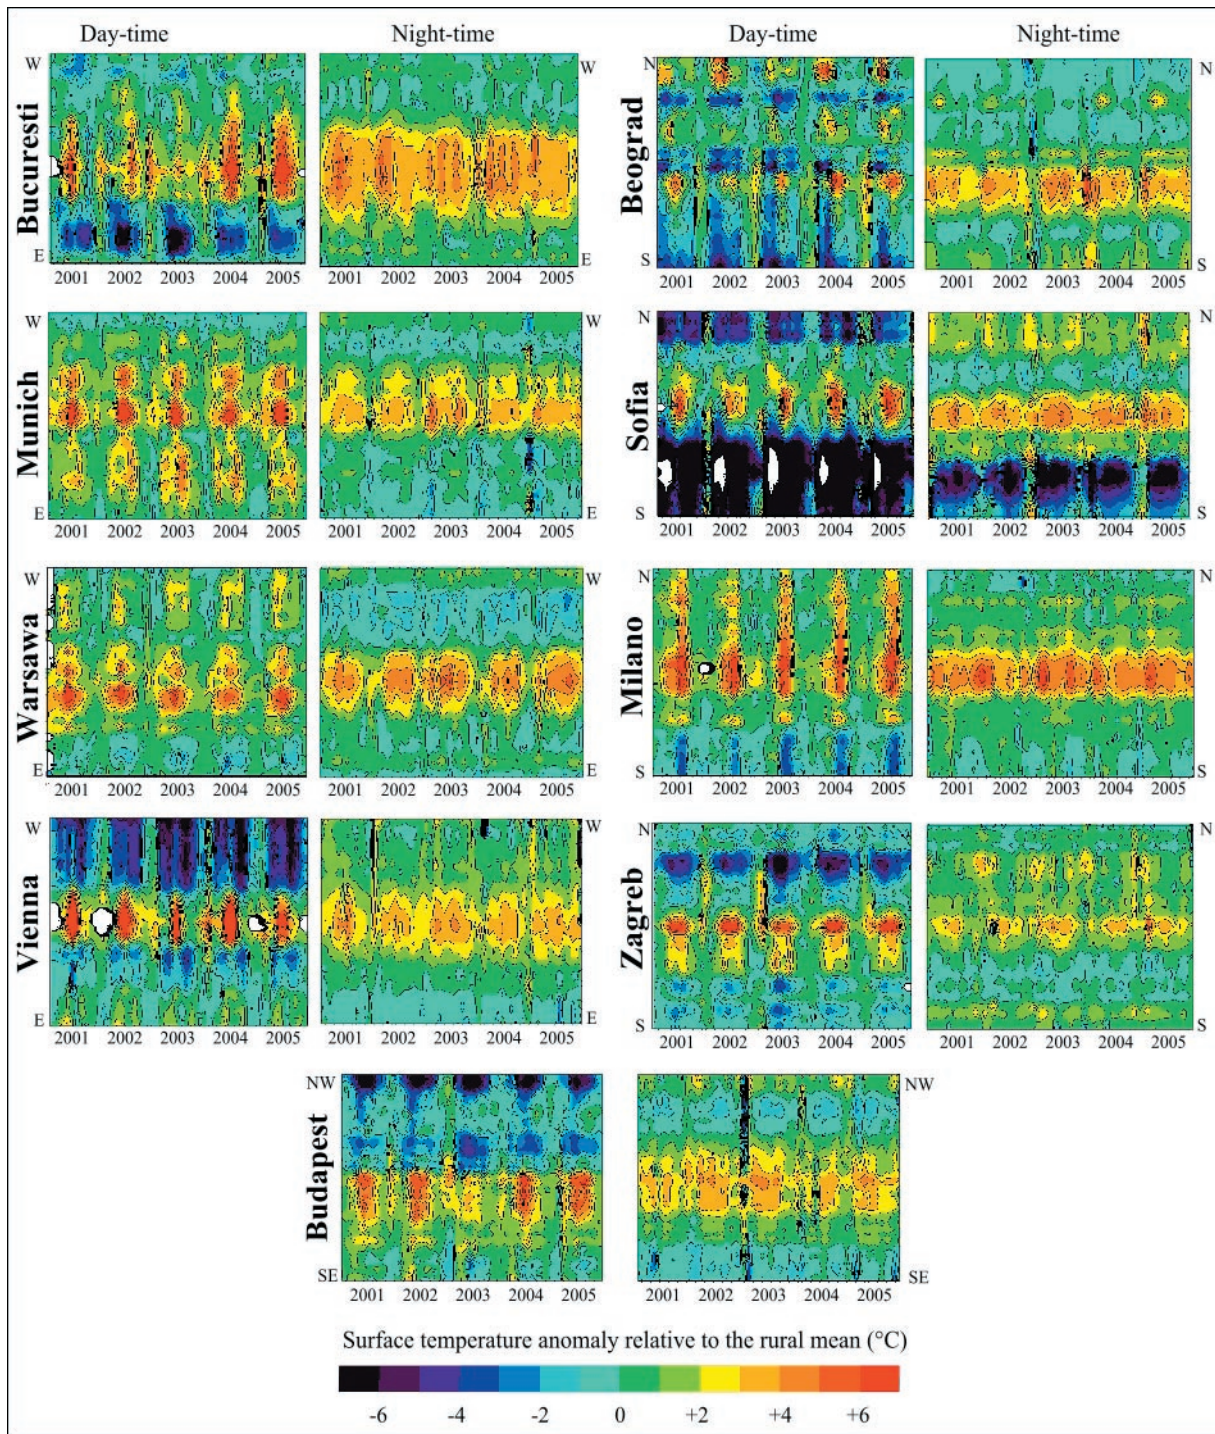 Day-time Night-time Day-time Night-time
Bucuresti
W
E
W
E
2001 2002 2003 2004 2005
2001 2002 2003 2004 2005
Beograd
N
S
N
S
2001 2002 2003 2004 2005
2001 2002 2003 2004 2005
Munich
W
E
W
E
2001 2002 2003 2004 2005
2001 2002 2003 2004 2005
Sofia
N
S
N
S
2001 2002 2003 2004 2005
2001 2002 2003 2004 2005
Warsawa
W
E
W
E
2001 2002 2003 2004 2005
2001 2002 2003 2004 2005
Milano
N
S
N
S
2001 2002 2003 2004 2005
2001 2002 2003 2004 2005
Vienna
W
E
W
E
2001 2002 2003 2004 2005
2001 2002 2003 2004 2005
Zagreb
N
S
N
S
2001 2002 2003 2004 2005
2001 2002 2003 2004 2005
Budapest
NW
SE
NW
SE
2001 2002 2003 2004 2005
2001 2002 2003 2004 2005
Surface temperature anomaly relative to the rural mean (°C)
-6 -4 -2 0 +2 +4 +6